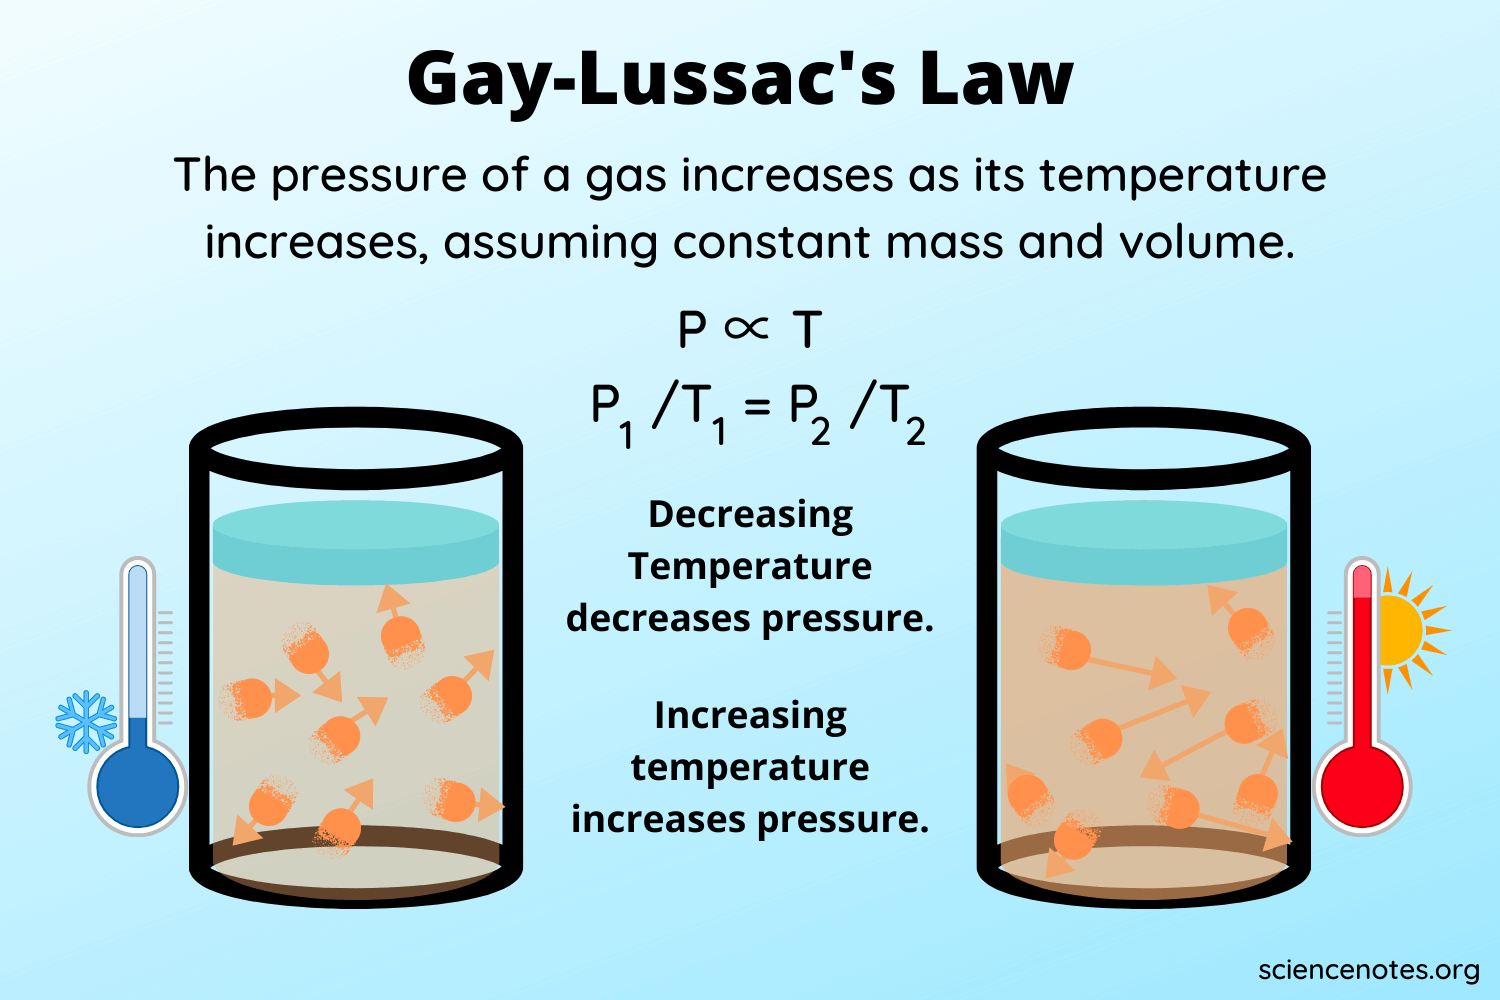 Gay-Lussac's Law
The pressure of a gas increases as its temperature
increases, assuming constant mass and volume.
P ∝ T
P₁ /T₁ = P₂ /T₂
Decreasing
Temperature
decreases pressure.
Increasing
temperature
increases pressure.
sciencenotes.org